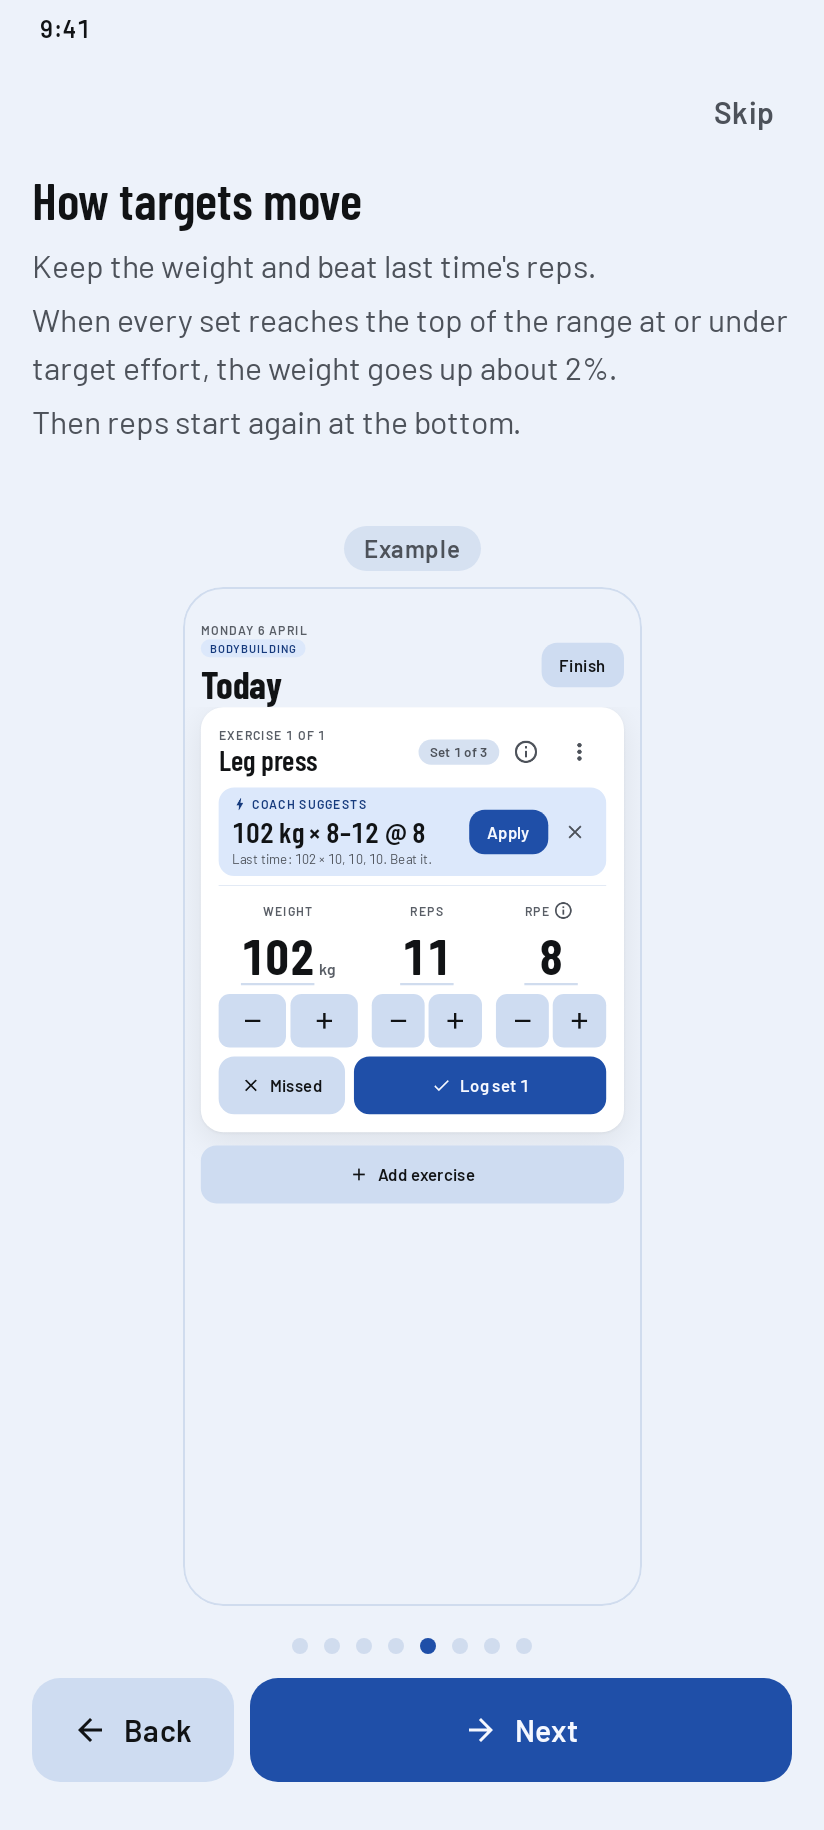 9:41
Skip
How targets move
Keep the weight and beat last time's reps.
When every set reaches the top of the range at or under
target effort, the weight goes up about 2%.
Then reps start again at the bottom.
Example
MONDAY 6 APRIL
BODYBUILDING
Today
Finish
EXERCISE 1 OF 1
Leg press
Set 1 of 3
COACH SUGGESTS
102 kg × 8–12 @ 8
Last time: 102 × 10, 10, 10. Beat it.
Apply
WEIGHT REPS RPE
102 kg 11 8
− + − + − +
Missed
Log set 1
+ Add exercise
Back
Next